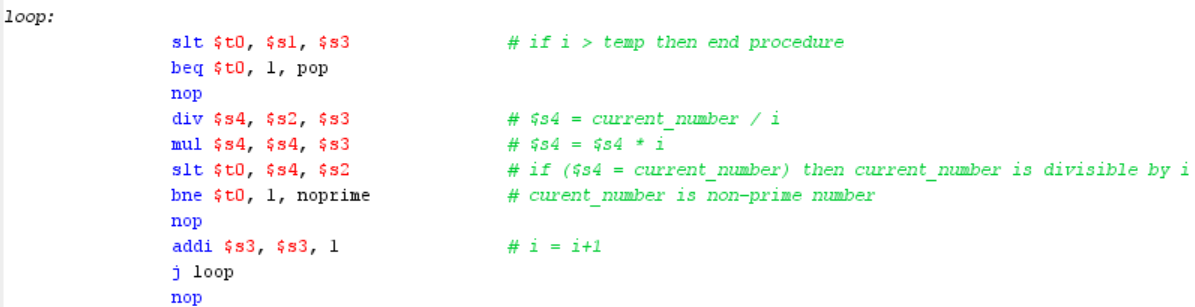 loop:
slt $t0, $s1, $s3 # if i > temp then end procedure
beq $t0, 1, pop
nop
div $s4, $s2, $s3 # $s4 = current_number / i
mul $s4, $s4, $s3 # $s4 = $s4 * i
slt $t0, $s4, $s2 # if ($s4 = current_number) then current_number is divisible by i
bne $t0, 1, noprime # curent_number is non-prime number
nop
addi $s3, $s3, 1 # i = i+1
j loop
nop